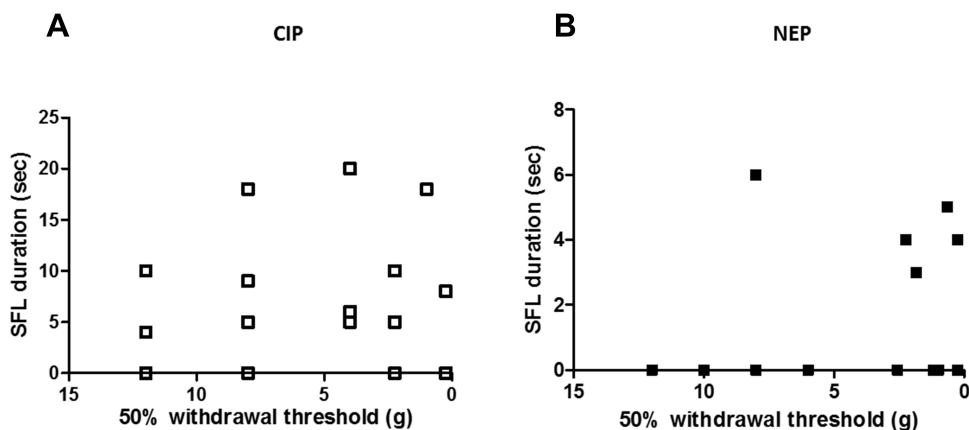 A
CIP
SFL duration (sec)
25
20
15
10
5
0
15 10 5 0
50% withdrawal threshold (g)
B
NEP
SFL duration (sec)
8
6
4
2
0
15 10 5 0
50% withdrawal threshold (g)